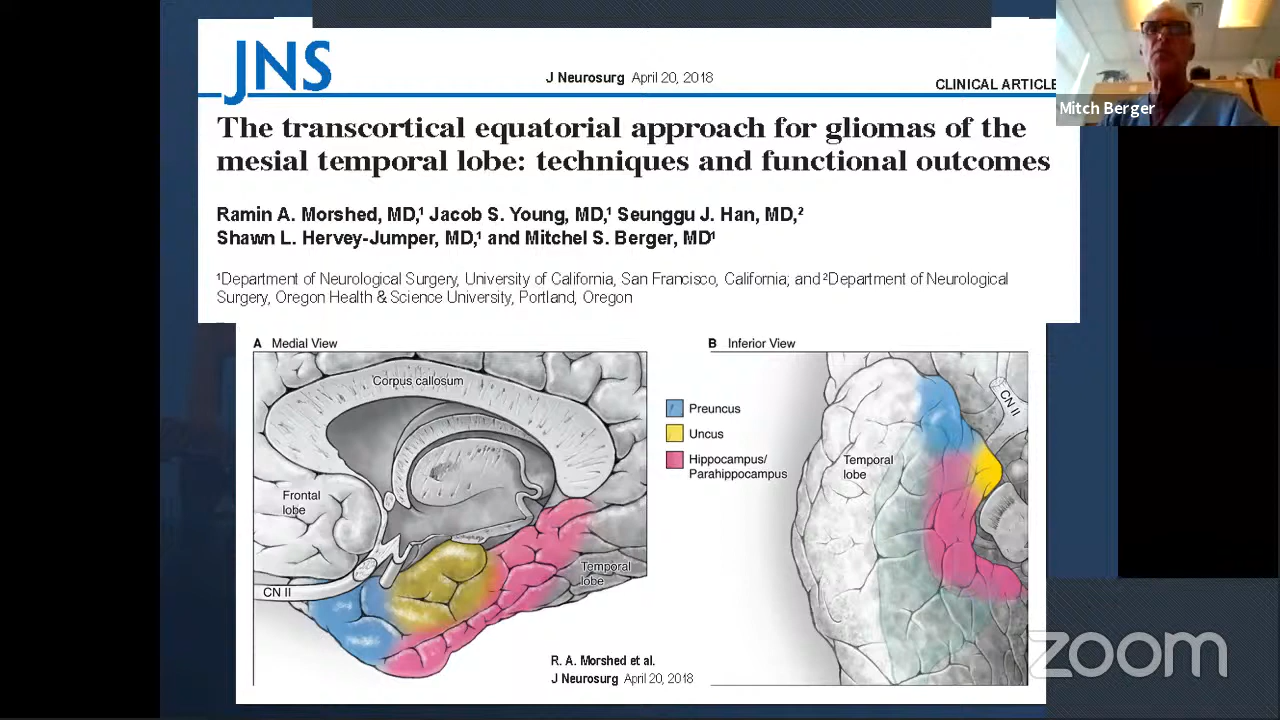 JNS
J Neurosurg April 20, 2018
CLINICAL ARTICLE
The transcortical equatorial approach for gliomas of the
mesial temporal lobe: techniques and functional outcomes
Ramin A. Morshed, MD,¹ Jacob S. Young, MD,¹ Seunggu J. Han, MD,²
Shawn L. Hervey-Jumper, MD,¹ and Mitchel S. Berger, MD¹
¹Department of Neurological Surgery, University of California, San Francisco, California; and ²Department of Neurological
Surgery, Oregon Health & Science University, Portland, Oregon
Mitch Berger
A Medial View
Corpus callosum
Frontal
lobe
CN II
Temporal
lobe
Preuncus
Uncus
Hippocampus/
Parahippocampus
B Inferior View
CN II
Temporal
lobe
R. A. Morshed et al.
J Neurosurg April 20, 2018
zoom